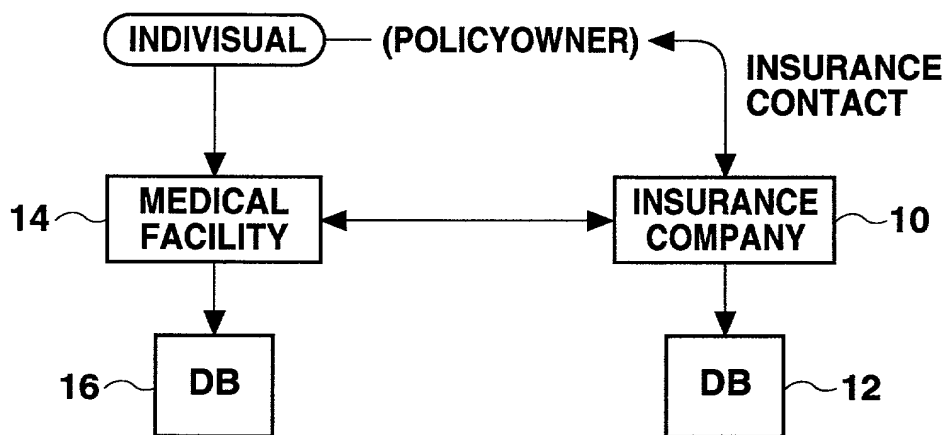 INDIVISUAL
(POLICYOWNER)
INSURANCE
CONTACT
14
MEDICAL
FACILITY
INSURANCE
COMPANY
10
16
DB
DB
12